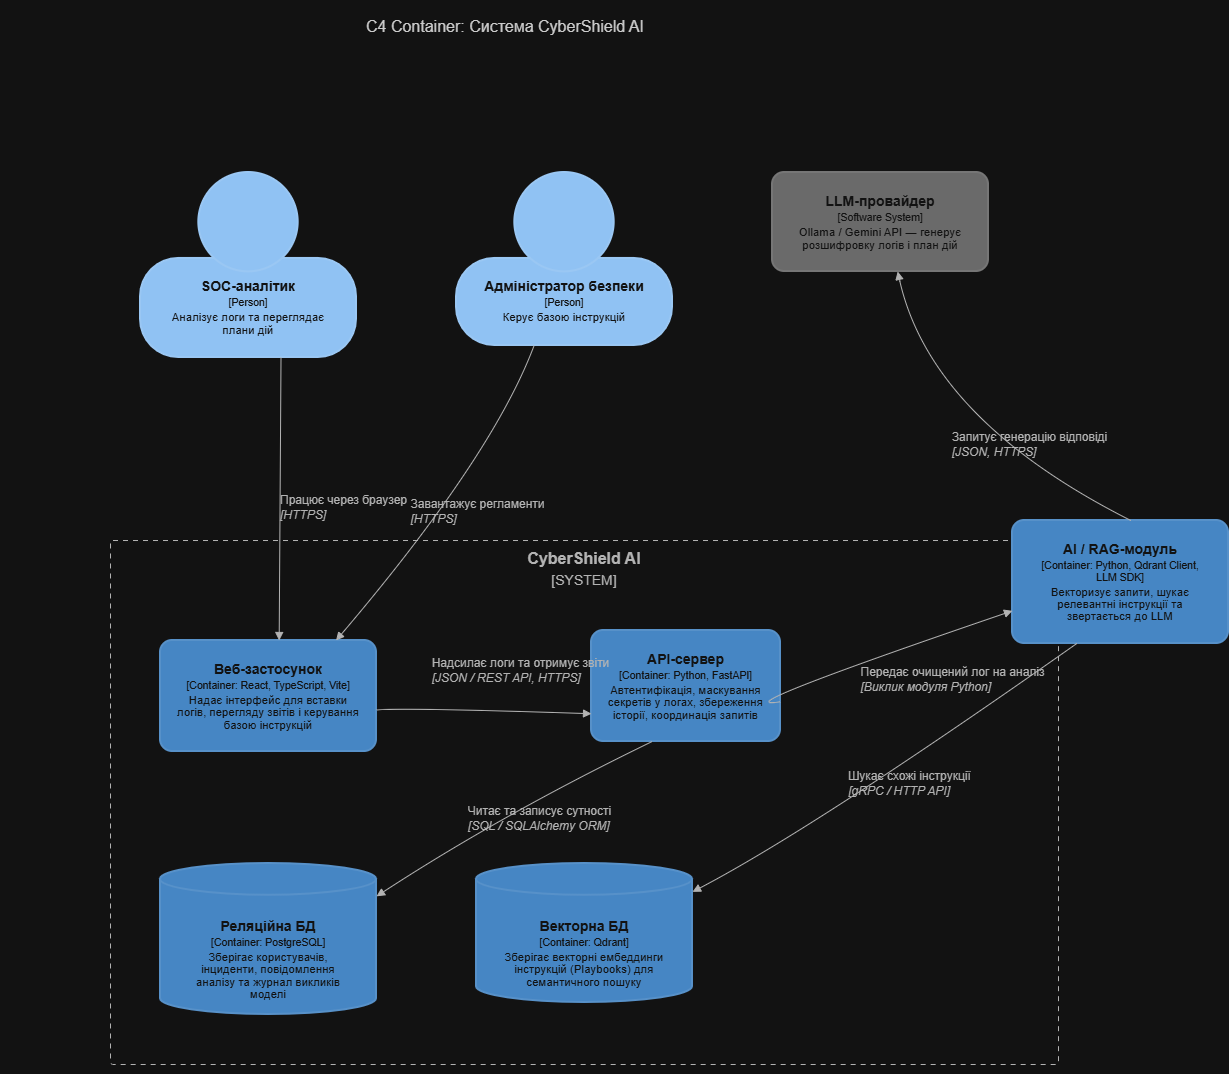 C4 Container: Система CyberShield AI
SOC-аналітик
[Person]
Аналізує логи та переглядає
плани дій
Адміністратор безпеки
[Person]
Керує базою інструкцій
LLM-провайдер
[Software System]
Ollama / Gemini API — генерує
розшифровку логів і план дій
Запитує генерацію відповіді
[JSON, HTTPS]
Працює через браузер
[HTTPS]
Завантажує регламенти
[HTTPS]
CyberShield AI
[SYSTEM]
AI / RAG-модуль
[Container: Python, Qdrant Client,
LLM SDK]
Векторизує запити, шукає
релевантні інструкції та
звертається до LLM
Веб-застосунок
[Container: React, TypeScript, Vite]
Надає інтерфейс для вставки
логів, перегляду звітів і керування
базою інструкцій
Надсилає логи та отримує звіти
[JSON / REST API, HTTPS]
API-сервер
[Container: Python, FastAPI]
Автентифікація, маскування
секретів у логах, збереження
історії, координація запитів
Передає очищений лог на аналіз
[Виклик модуля Python]
Шукає схожі інструкції
[gRPC / HTTP API]
Читає та записує сутності
[SQL / SQLAlchemy ORM]
Реляційна БД
[Container: PostgreSQL]
Зберігає користувачів,
інциденти, повідомлення
аналізу та журнал викликів
моделі
Векторна БД
[Container: Qdrant]
Зберігає векторні ембеддинги
інструкцій (Playbooks) для
семантичного пошуку